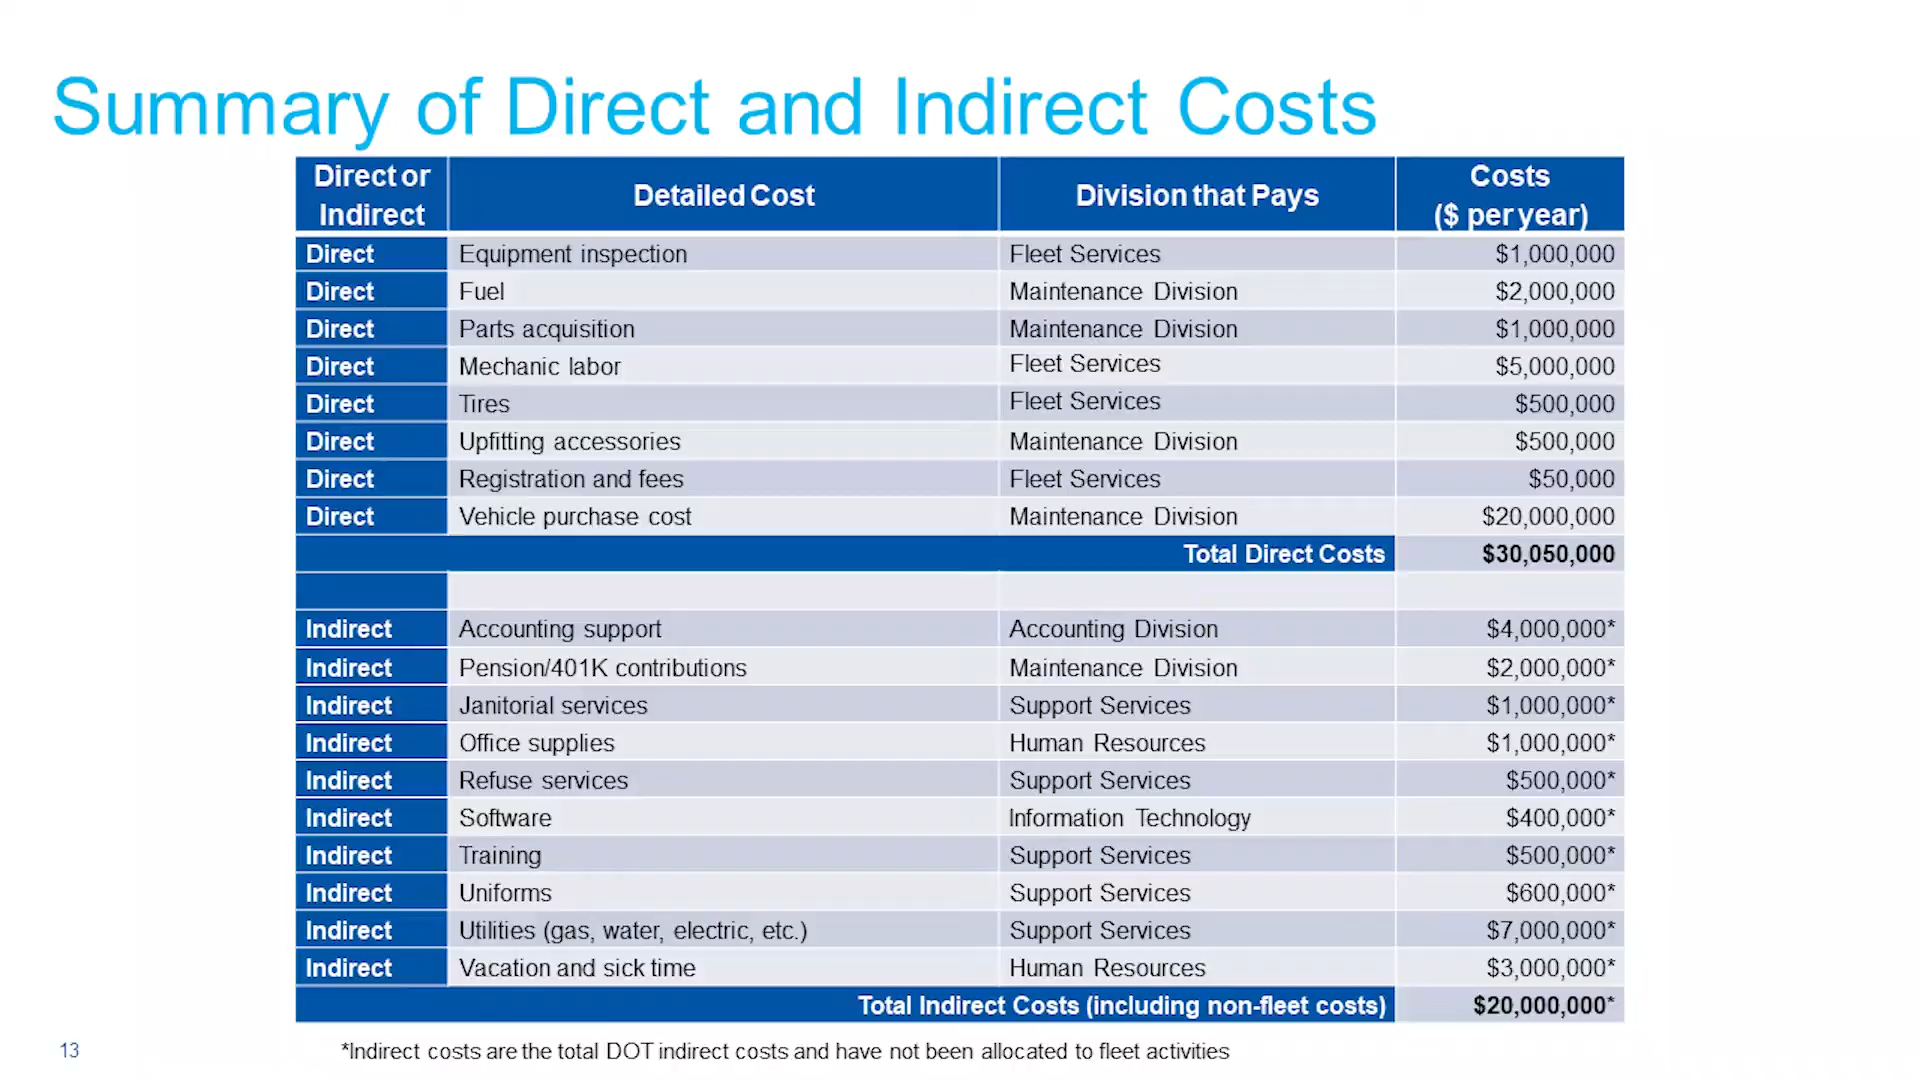 Summary of Direct and Indirect Costs
Direct or Indirect Detailed Cost Division that Pays Costs ($ per year)
Direct Equipment inspection Fleet Services $1,000,000
Direct Fuel Maintenance Division $2,000,000
Direct Parts acquisition Maintenance Division $1,000,000
Direct Mechanic labor Fleet Services $5,000,000
Direct Tires Fleet Services $500,000
Direct Upfitting accessories Maintenance Division $500,000
Direct Registration and fees Fleet Services $50,000
Direct Vehicle purchase cost Maintenance Division $20,000,000
Total Direct Costs $30,050,000
Indirect Accounting support Accounting Division $4,000,000*
Indirect Pension/401K contributions Maintenance Division $2,000,000*
Indirect Janitorial services Support Services $1,000,000*
Indirect Office supplies Human Resources $1,000,000*
Indirect Refuse services Support Services $500,000*
Indirect Software Information Technology $400,000*
Indirect Training Support Services $500,000*
Indirect Uniforms Support Services $600,000*
Indirect Utilities (gas, water, electric, etc.) Support Services $7,000,000*
Indirect Vacation and sick time Human Resources $3,000,000*
Total Indirect Costs (including non-fleet costs) $20,000,000*
13 *Indirect costs are the total DOT indirect costs and have not been allocated to fleet activities